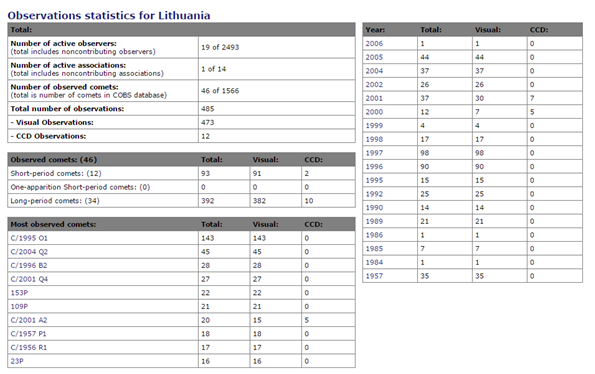 Observations statistics for Lithuania
Total:
Number of active observers: 19 of 2493
(total includes noncontributing observers)
Number of active associations: 1 of 14
(total includes noncontributing associations)
Number of observed comets: 46 of 1566
(total is number of comets in COBS database)
Total number of observations: 485
- Visual Observations: 473
- CCD Observations: 12
Observed comets: (46) Total: Visual: CCD:
Short-period comets: (12) 93 91 2
One-apparition Short-period comets: (0) 0 0 0
Long-period comets: (34) 392 382 10
Most observed comets: Total: Visual: CCD:
C/1995 O1 143 143 0
C/2004 Q2 45 45 0
C/1996 B2 28 28 0
C/2001 Q4 27 27 0
153P 22 22 0
109P 21 21 0
C/2001 A2 20 15 5
C/1957 P1 18 18 0
C/1956 R1 17 17 0
23P 16 16 0
Year: Total: Visual: CCD:
2006 1 1 0
2005 44 44 0
2004 37 37 0
2002 26 26 0
2001 37 30 7
2000 12 7 5
1999 4 4 0
1998 17 17 0
1997 98 98 0
1996 90 90 0
1995 15 15 0
1992 25 25 0
1990 14 14 0
1989 21 21 0
1986 1 1 0
1985 7 7 0
1984 1 1 0
1957 35 35 0